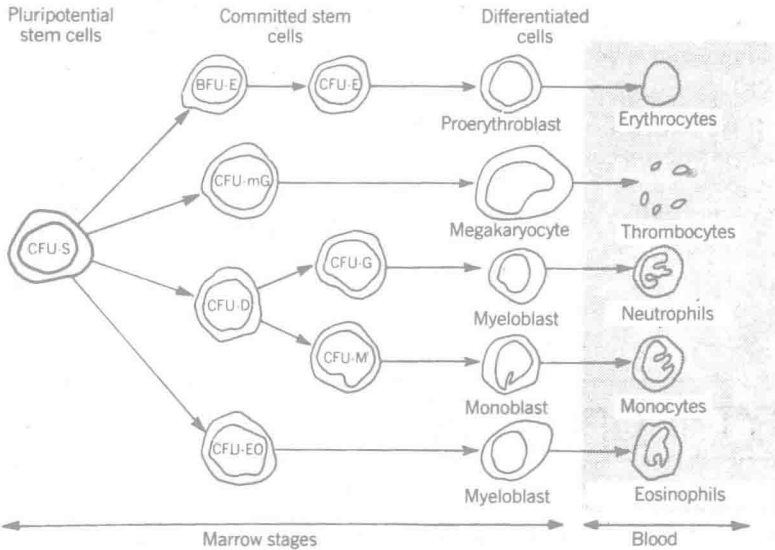 Pluripotential
stem cells
Committed stem
cells
Differentiated
cells
BFU-E
CFU-E
Proerythroblast
Erythrocytes
CFU-mG
Megakaryocyte
Thrombocytes
CFU-S
CFU-G
Myeloblast
Neutrophils
CFU-D
CFU-M
Monoblast
Monocytes
CFU-EO
Myeloblast
Eosinophils
Marrow stages
Blood